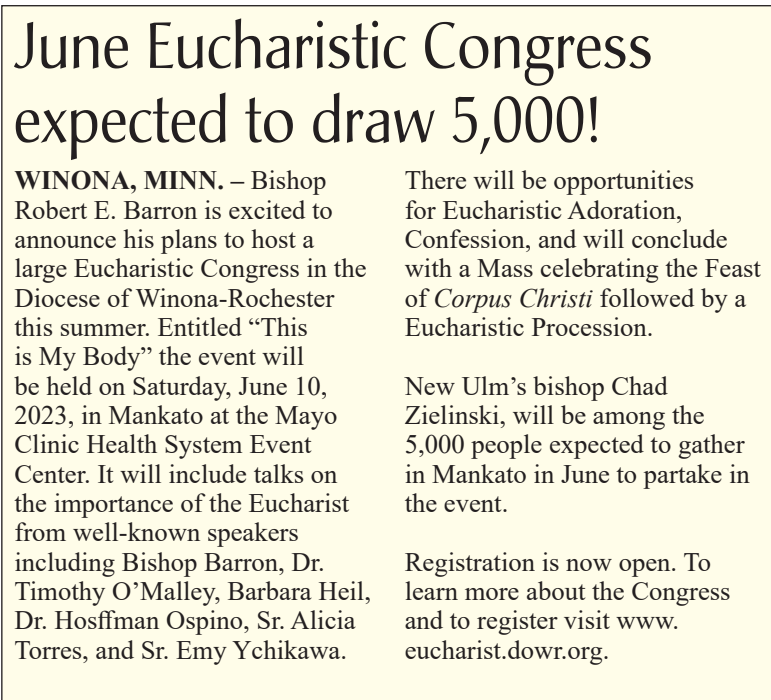 June Eucharistic Congress
expected to draw 5,000!
WINONA, MINN. – Bishop
Robert E. Barron is excited to
announce his plans to host a
large Eucharistic Congress in the
Diocese of Winona-Rochester
this summer. Entitled “This
is My Body” the event will
be held on Saturday, June 10,
2023, in Mankato at the Mayo
Clinic Health System Event
Center. It will include talks on
the importance of the Eucharist
from well-known speakers
including Bishop Barron, Dr.
Timothy O’Malley, Barbara Heil,
Dr. Hosffman Ospino, Sr. Alicia
Torres, and Sr. Emy Ychikawa.
There will be opportunities
for Eucharistic Adoration,
Confession, and will conclude
with a Mass celebrating the Feast
of Corpus Christi followed by a
Eucharistic Procession.
New Ulm’s bishop Chad
Zielinski, will be among the
5,000 people expected to gather
in Mankato in June to partake in
the event.
Registration is now open. To
learn more about the Congress
and to register visit www.
eucharist.dowr.org.